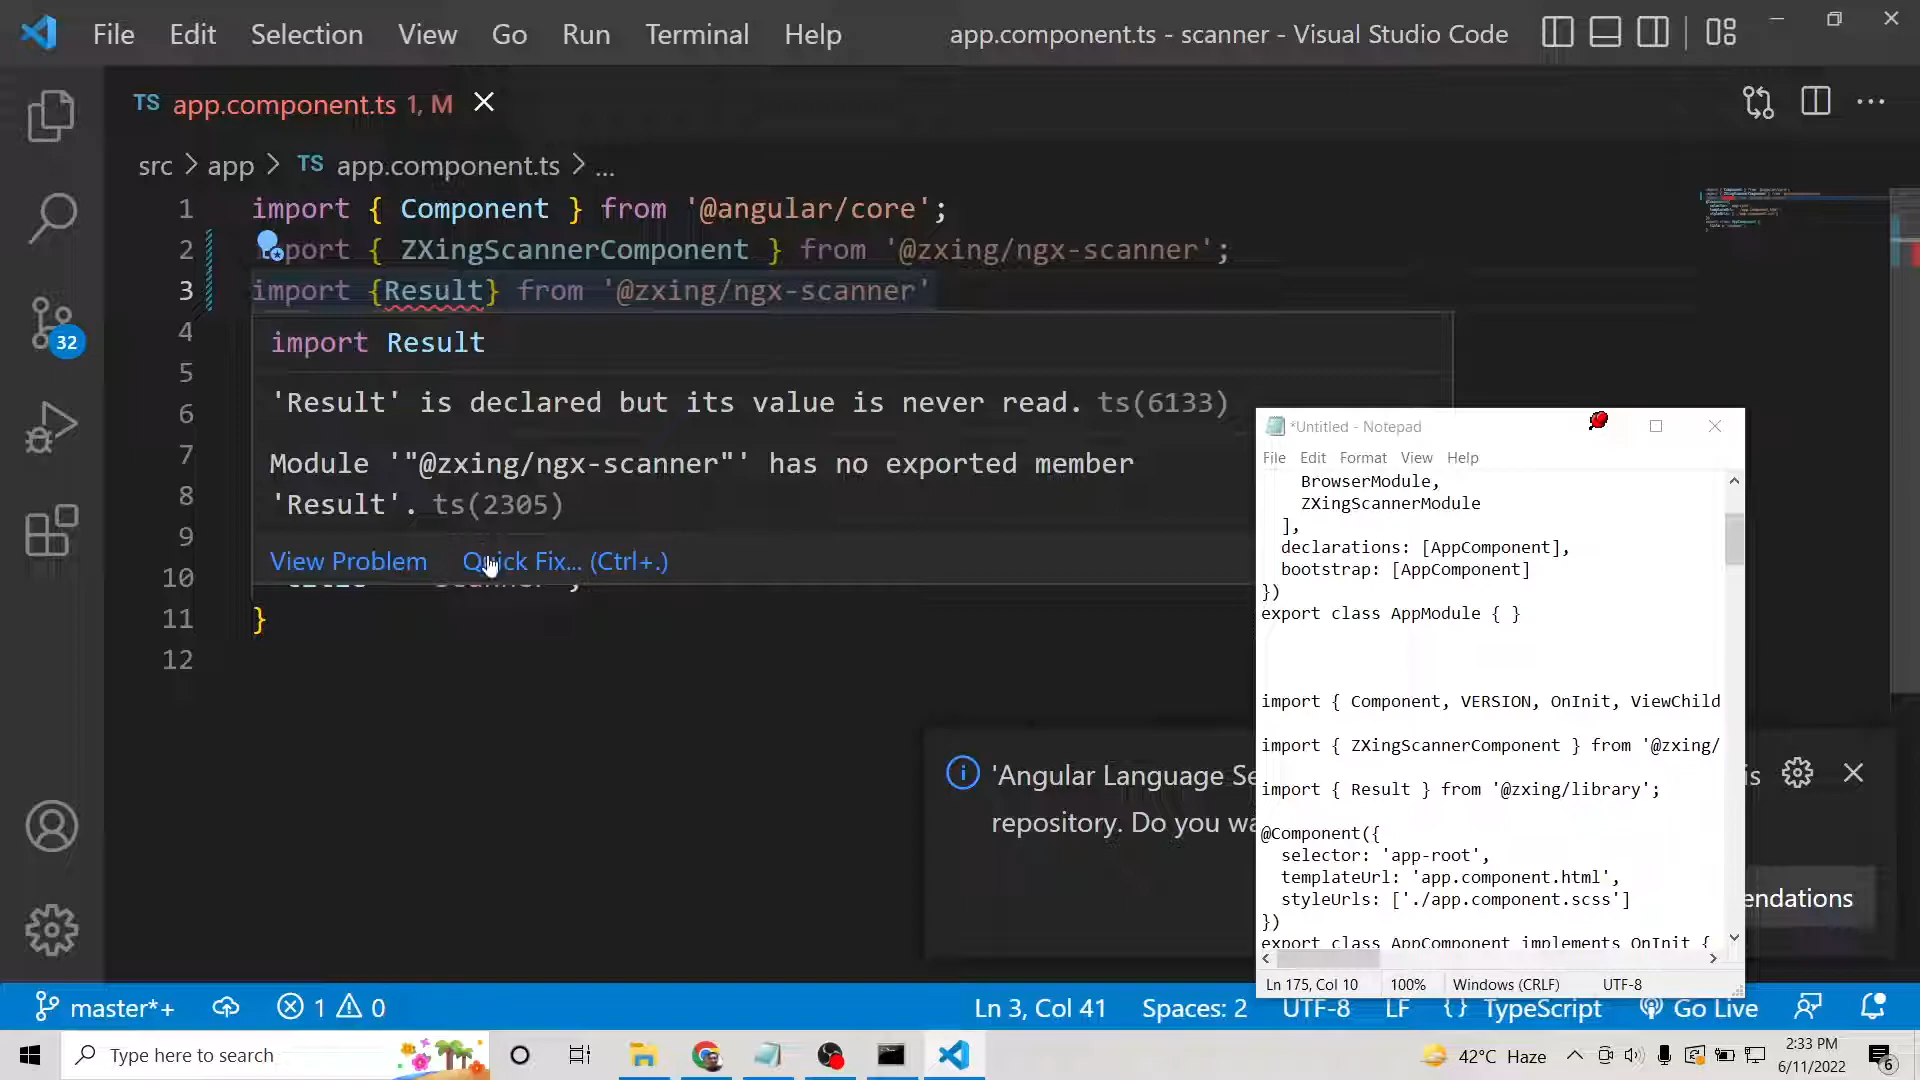 File Edit Selection View Go Run Terminal Help app.component.ts - scanner - Visual Studio Code
TS app.component.ts 1, M
src > app > TS app.component.ts > ...
1 import { Component } from '@angular/core';
2 import { ZXingScannerComponent } from '@zxing/ngx-scanner';
3 import {Result} from '@zxing/ngx-scanner'
4
import Result
5
'Result' is declared but its value is never read. ts(6133)
6
7
Module '"@zxing/ngx-scanner"' has no exported member
8
'Result'. ts(2305)
9
View Problem Quick Fix... (Ctrl+.)
10
11 }
12
32
*Untitled - Notepad
File Edit Format View Help
BrowserModule,
ZXingScannerModule
],
declarations: [AppComponent],
bootstrap: [AppComponent]
})
export class AppModule { }
import { Component, VERSION, OnInit, ViewChild
import { ZXingScannerComponent } from '@zxing/
import { Result } from '@zxing/library';
@Component({
selector: 'app-root',
templateUrl: 'app.component.html',
styleUrls: ['./app.component.scss']
})
export class AppComponent implements OnInit {
Ln 175, Col 10 100% Windows (CRLF) UTF-8
'Angular Language Se
is
repository. Do you wa
endations
master*+ 1 0 Ln 3, Col 41 Spaces: 2 UTF-8 LF {} TypeScript Go Live
Type here to search 42°C Haze 2:33 PM
6/11/2022
6